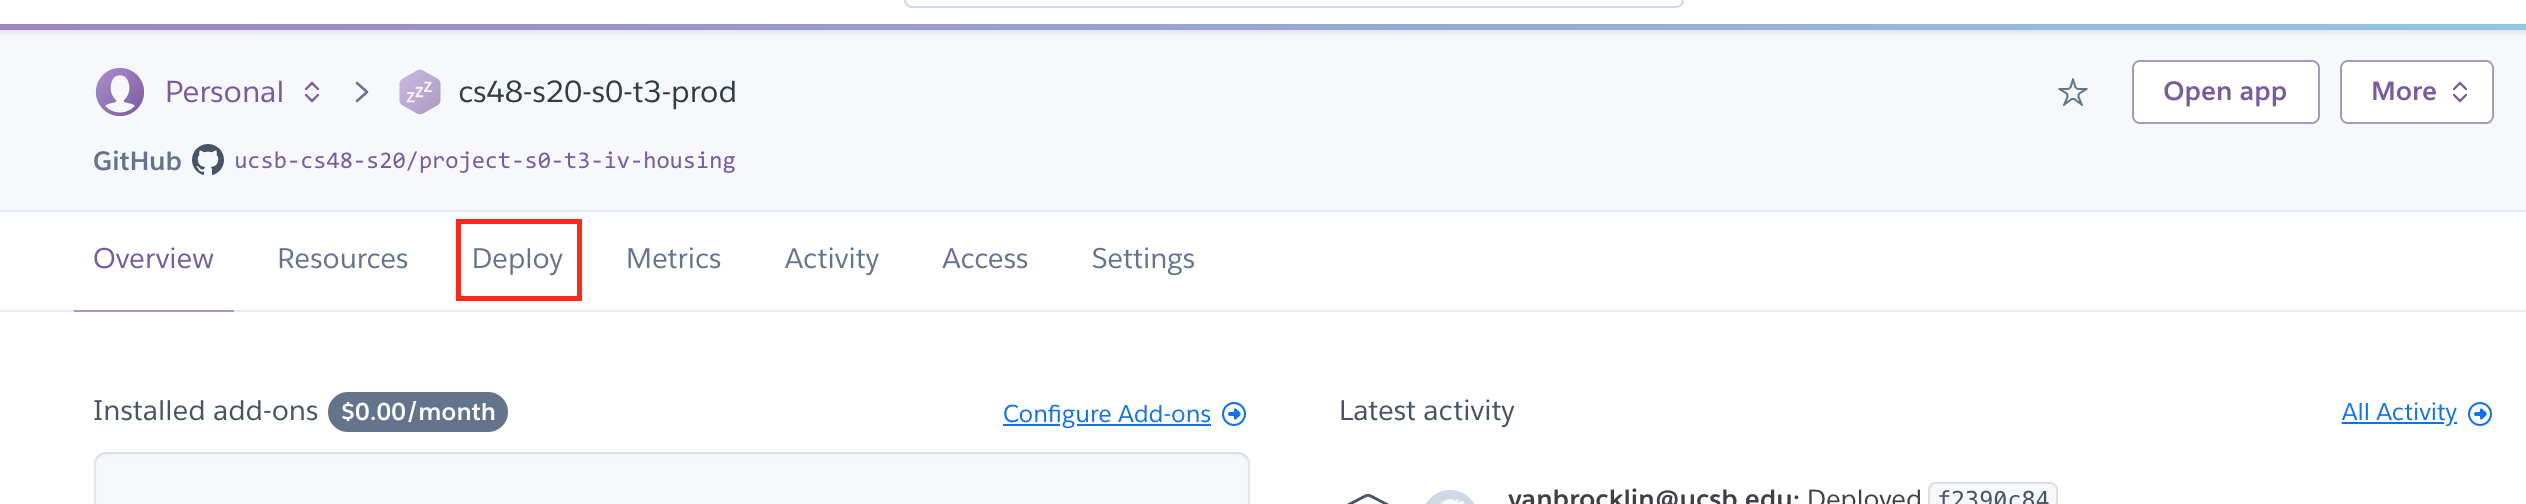 Personal > cs48-s20-s0-t3-prod
Open app
More
GitHub ucsb-cs48-s20/project-s0-t3-iv-housing
Overview Resources Deploy Metrics Activity Access Settings
Installed add-ons $0.00/month
Configure Add-ons
Latest activity
All Activity
vanbrocklin@ucsb.edu: Deployed f2390c84